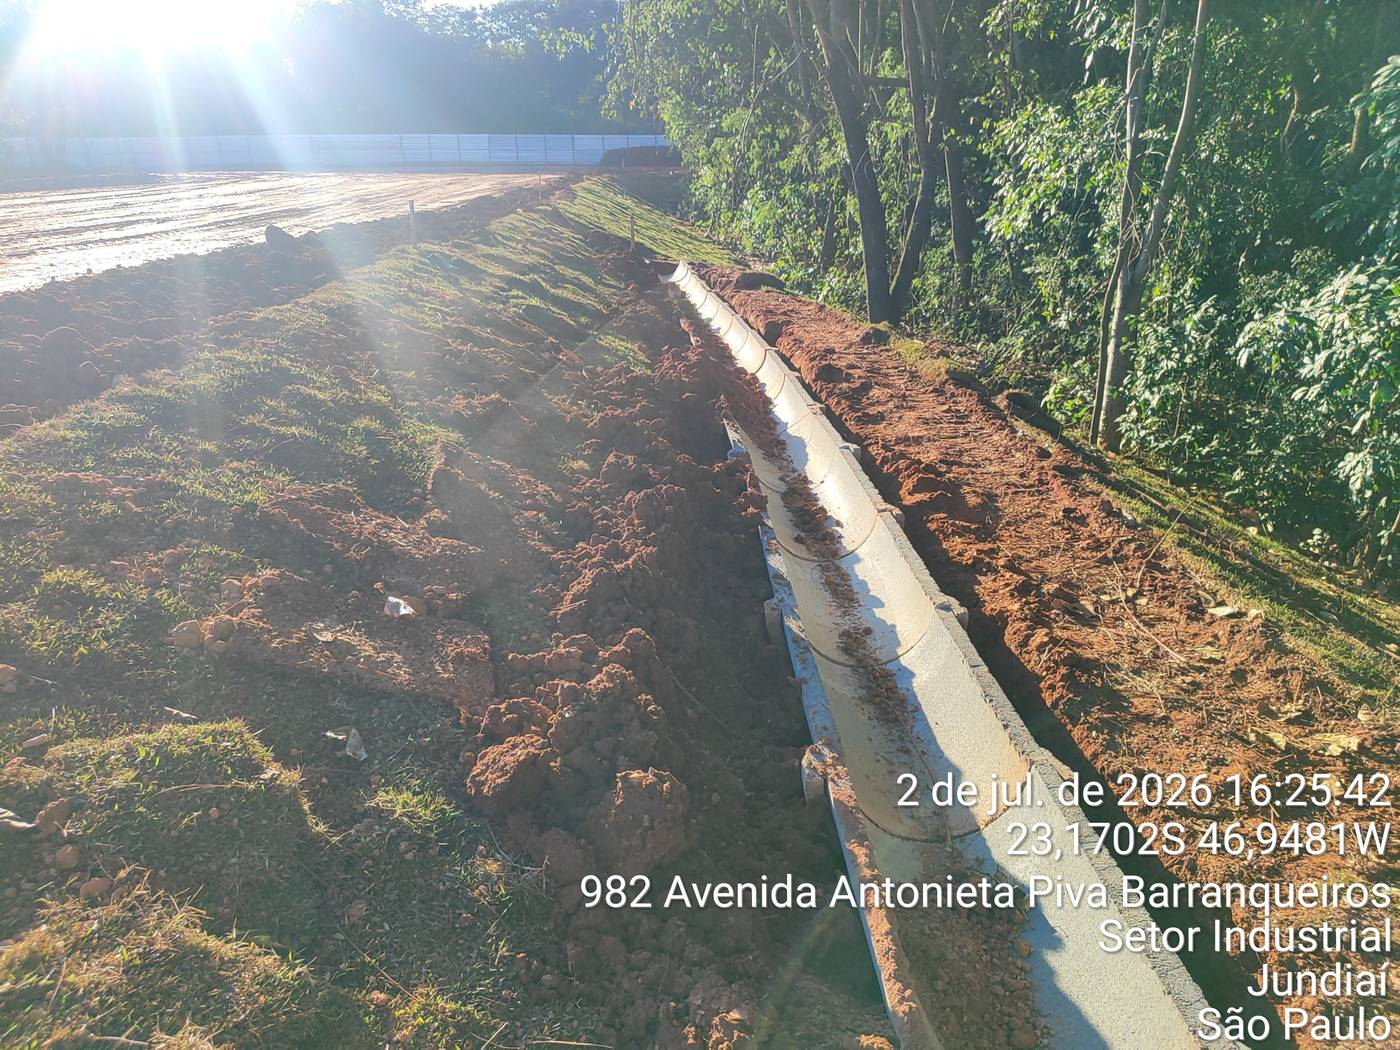 2 de jul. de 2026 16:25:42
23,1702S 46,9481W
982 Avenida Antonieta Piva Barranqueiros
Setor Industrial
Jundiaí
São Paulo